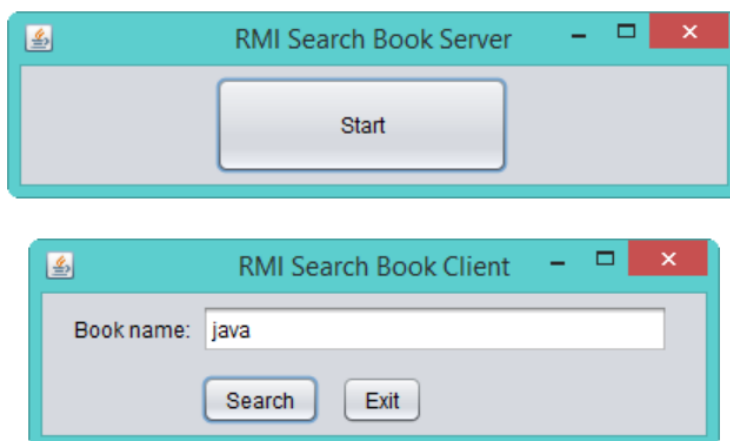 RMI Search Book Server
Start
RMI Search Book Client
Book name: java
Search Exit